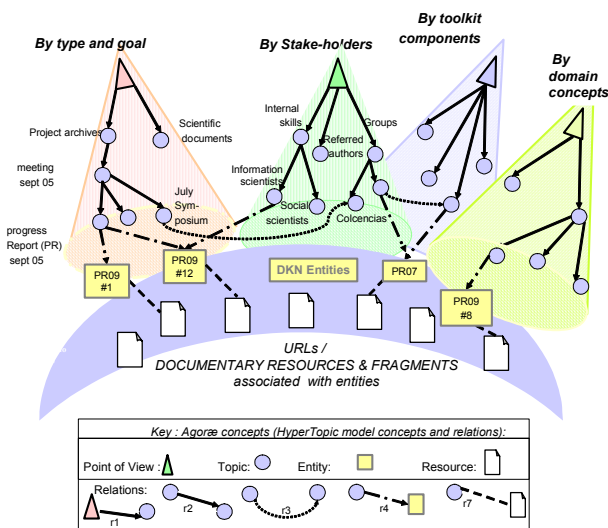 By type and goal
By Stake-holders
By toolkit
components
By
domain
concepts
Internal
skills
Groups
Project archives
Scientific
documents
Referred
authors
meeting
sept 05
Information
scientists
July
Sym-
posium
Social
scientists
Colcencias
progress
Report (PR)
sept 05
PR09
#1
PR09
#12
DKN Entities
PR07
PR09
#8
URLs /
DOCUMENTARY RESOURCES & FRAGMENTS
associated with entities
Key : Agoræ concepts (HyperTopic model concepts and relations):
Point of View :
Topic:
Entity:
Resource:
Relations:
r1
r2
r3
r4
r7